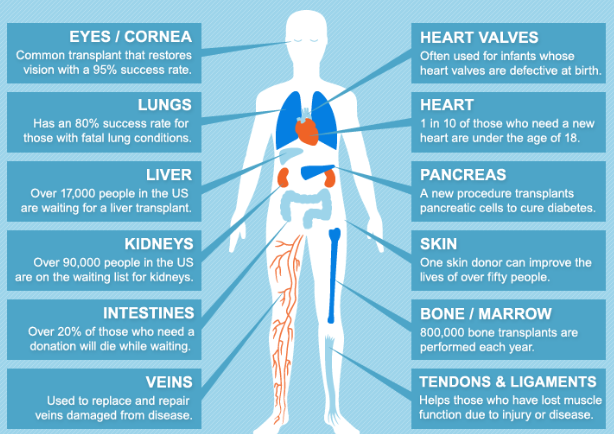 EYES / CORNEA
Common transplant that restores
vision with a 95% success rate.
LUNGS
Has an 80% success rate for
those with fatal lung conditions.
LIVER
Over 17,000 people in the US
are waiting for a liver transplant.
KIDNEYS
Over 90,000 people in the US
are on the waiting list for kidneys.
INTESTINES
Over 20% of those who need a
donation will die while waiting.
VEINS
Used to replace and repair
veins damaged from disease.
HEART VALVES
Often used for infants whose
heart valves are defective at birth.
HEART
1 in 10 of those who need a new
heart are under the age of 18.
PANCREAS
A new procedure transplants
pancreatic cells to cure diabetes.
SKIN
One skin donor can improve the
lives of over fifty people.
BONE / MARROW
800,000 bone transplants are
performed each year.
TENDONS & LIGAMENTS
Helps those who have lost muscle
function due to injury or disease.